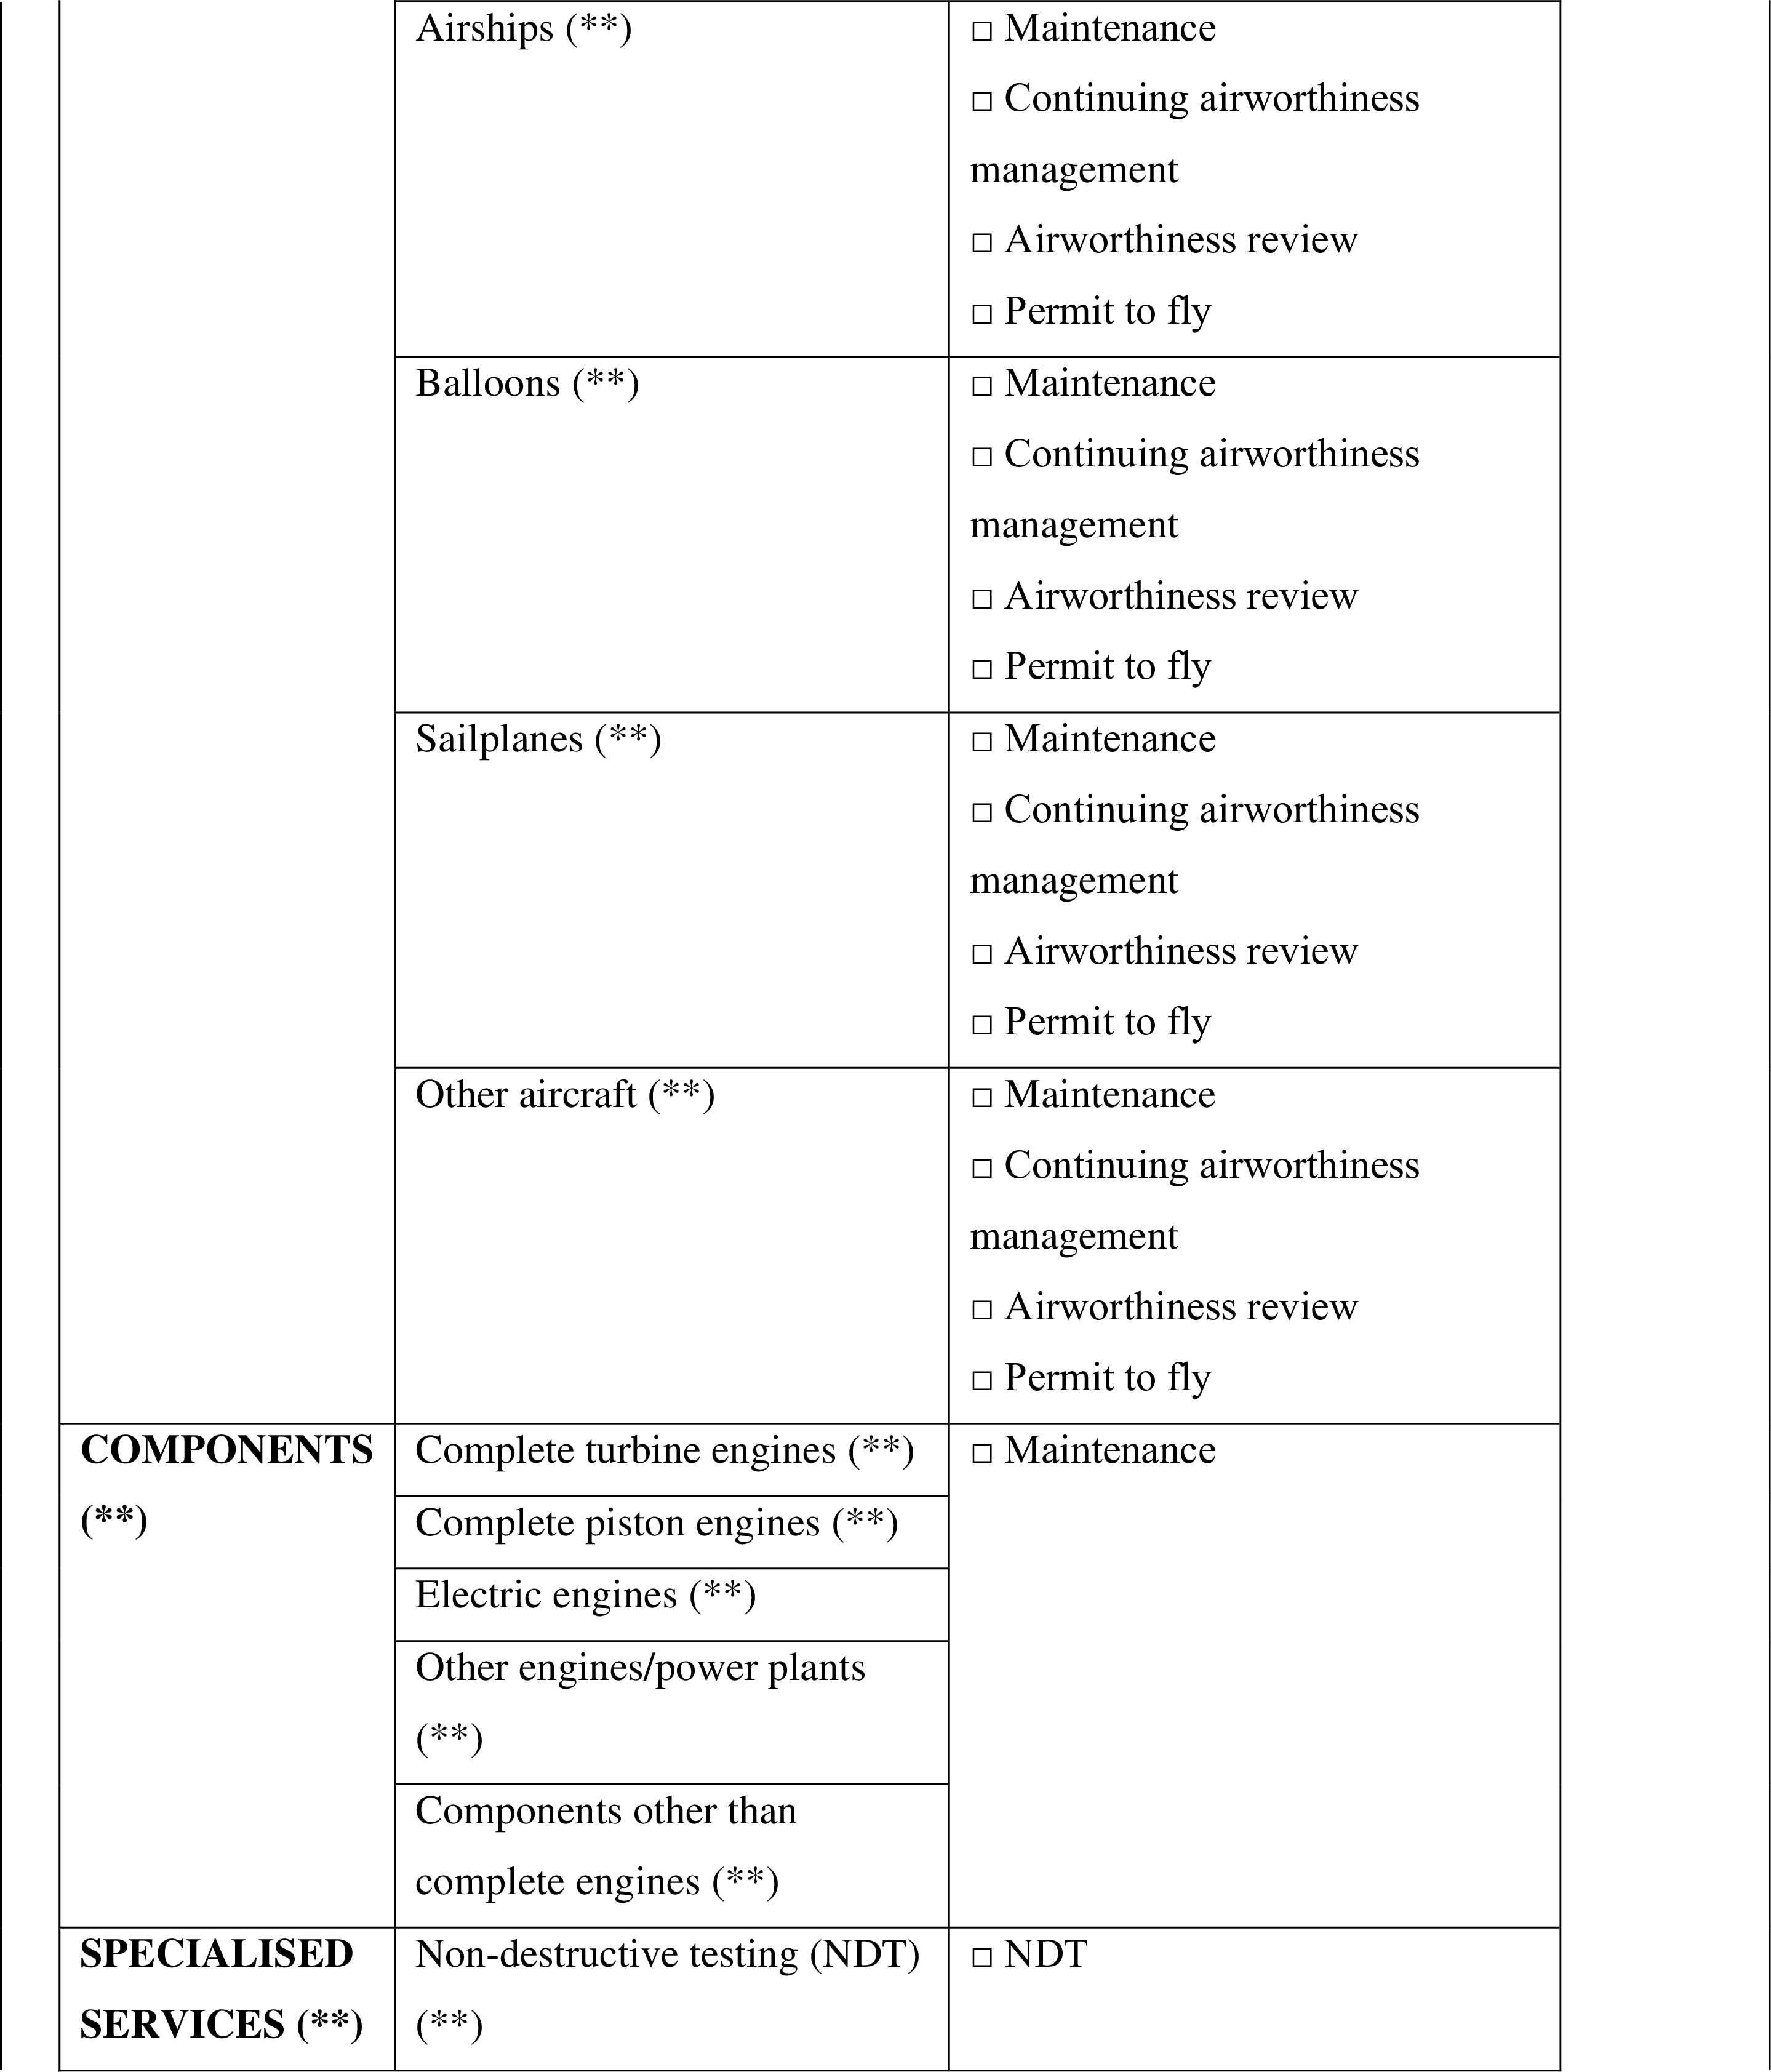 Airships (**)
□ Maintenance
□ Continuing airworthiness
management
□ Airworthiness review
□ Permit to fly
Balloons (**)
□ Maintenance
□ Continuing airworthiness
management
□ Airworthiness review
□ Permit to fly
Sailplanes (**)
□ Maintenance
□ Continuing airworthiness
management
□ Airworthiness review
□ Permit to fly
Other aircraft (**)
□ Maintenance
□ Continuing airworthiness
management
□ Airworthiness review
□ Permit to fly
COMPONENTS
(**)
Complete turbine engines (**)
□ Maintenance
Complete piston engines (**)
Electric engines (**)
Other engines/power plants
(**)
Components other than
complete engines (**)
SPECIALISED
SERVICES (**)
Non-destructive testing (NDT)
(**)
□ NDT